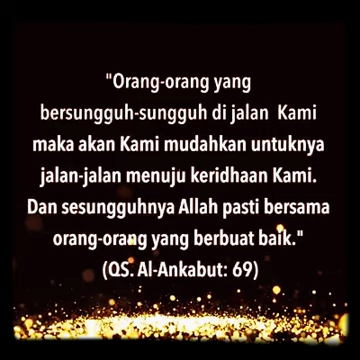 "Orang-orang yang
bersungguh-sungguh di jalan Kami
maka akan Kami mudahkan untuknya
jalan-jalan menuju keridhaan Kami.
Dan sesungguhnya Allah pasti bersama
orang-orang yang berbuat baik."
(QS. Al-Ankabut: 69)